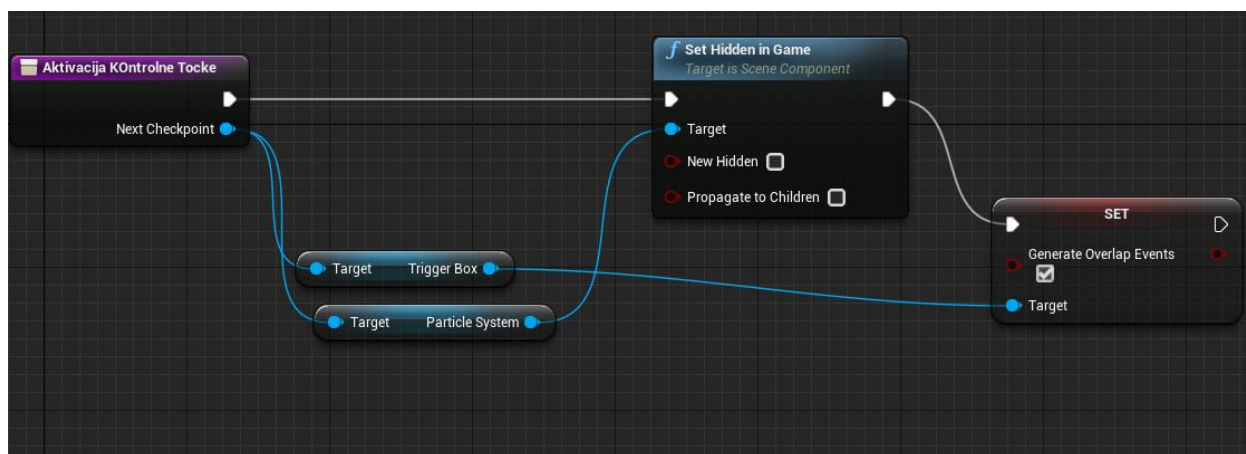 Aktivacija KOntrolne Tocke
Next Checkpoint
f Set Hidden in Game
Target is Scene Component
Target
New Hidden
Propagate to Children
Target Trigger Box
Target Particle System
SET
Generate Overlap Events
Target